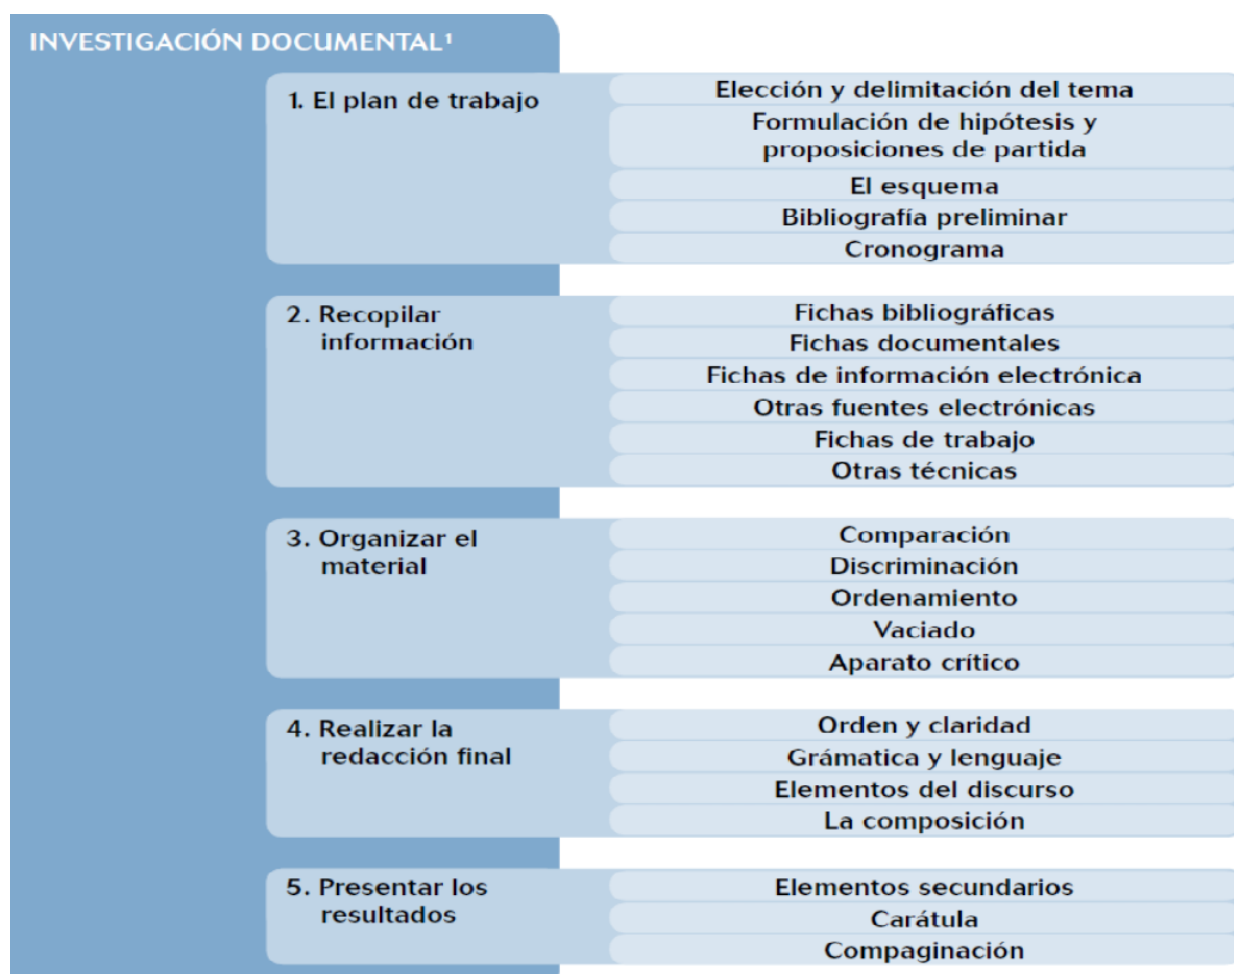 INVESTIGACIÓN DOCUMENTAL¹
1. El plan de trabajo
Elección y delimitación del tema
Formulación de hipótesis y
proposiciones de partida
El esquema
Bibliografía preliminar
Cronograma
2. Recopilar
información
Fichas bibliográficas
Fichas documentales
Fichas de información electrónica
Otras fuentes electrónicas
Fichas de trabajo
Otras técnicas
3. Organizar el
material
Comparación
Discriminación
Ordenamiento
Vaciado
Aparato crítico
4. Realizar la
redacción final
Orden y claridad
Grámatica y lenguaje
Elementos del discurso
La composición
5. Presentar los
resultados
Elementos secundarios
Carátula
Compaginación